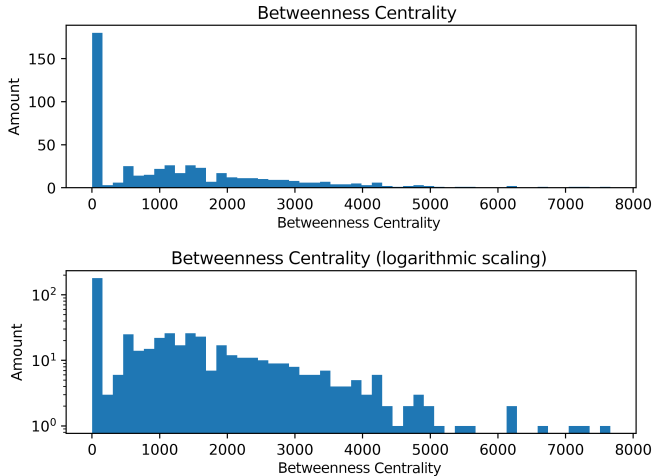 Betweenness Centrality
150
100
50
0
Amount
0 1000 2000 3000 4000 5000 6000 7000 8000
Betweenness Centrality
Betweenness Centrality (logarithmic scaling)
10²
10¹
10⁰
Amount
0 1000 2000 3000 4000 5000 6000 7000 8000
Betweenness Centrality